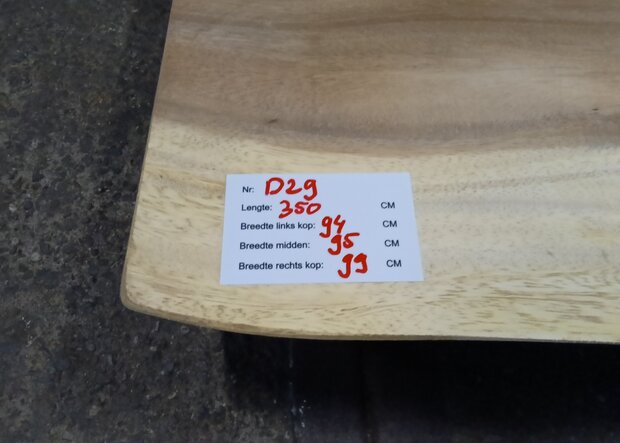 Nr: D29
Lengte: 350 CM
Breedte links kop: 94 CM
Breedte midden: 95 CM
Breedte rechts kop: 99 CM